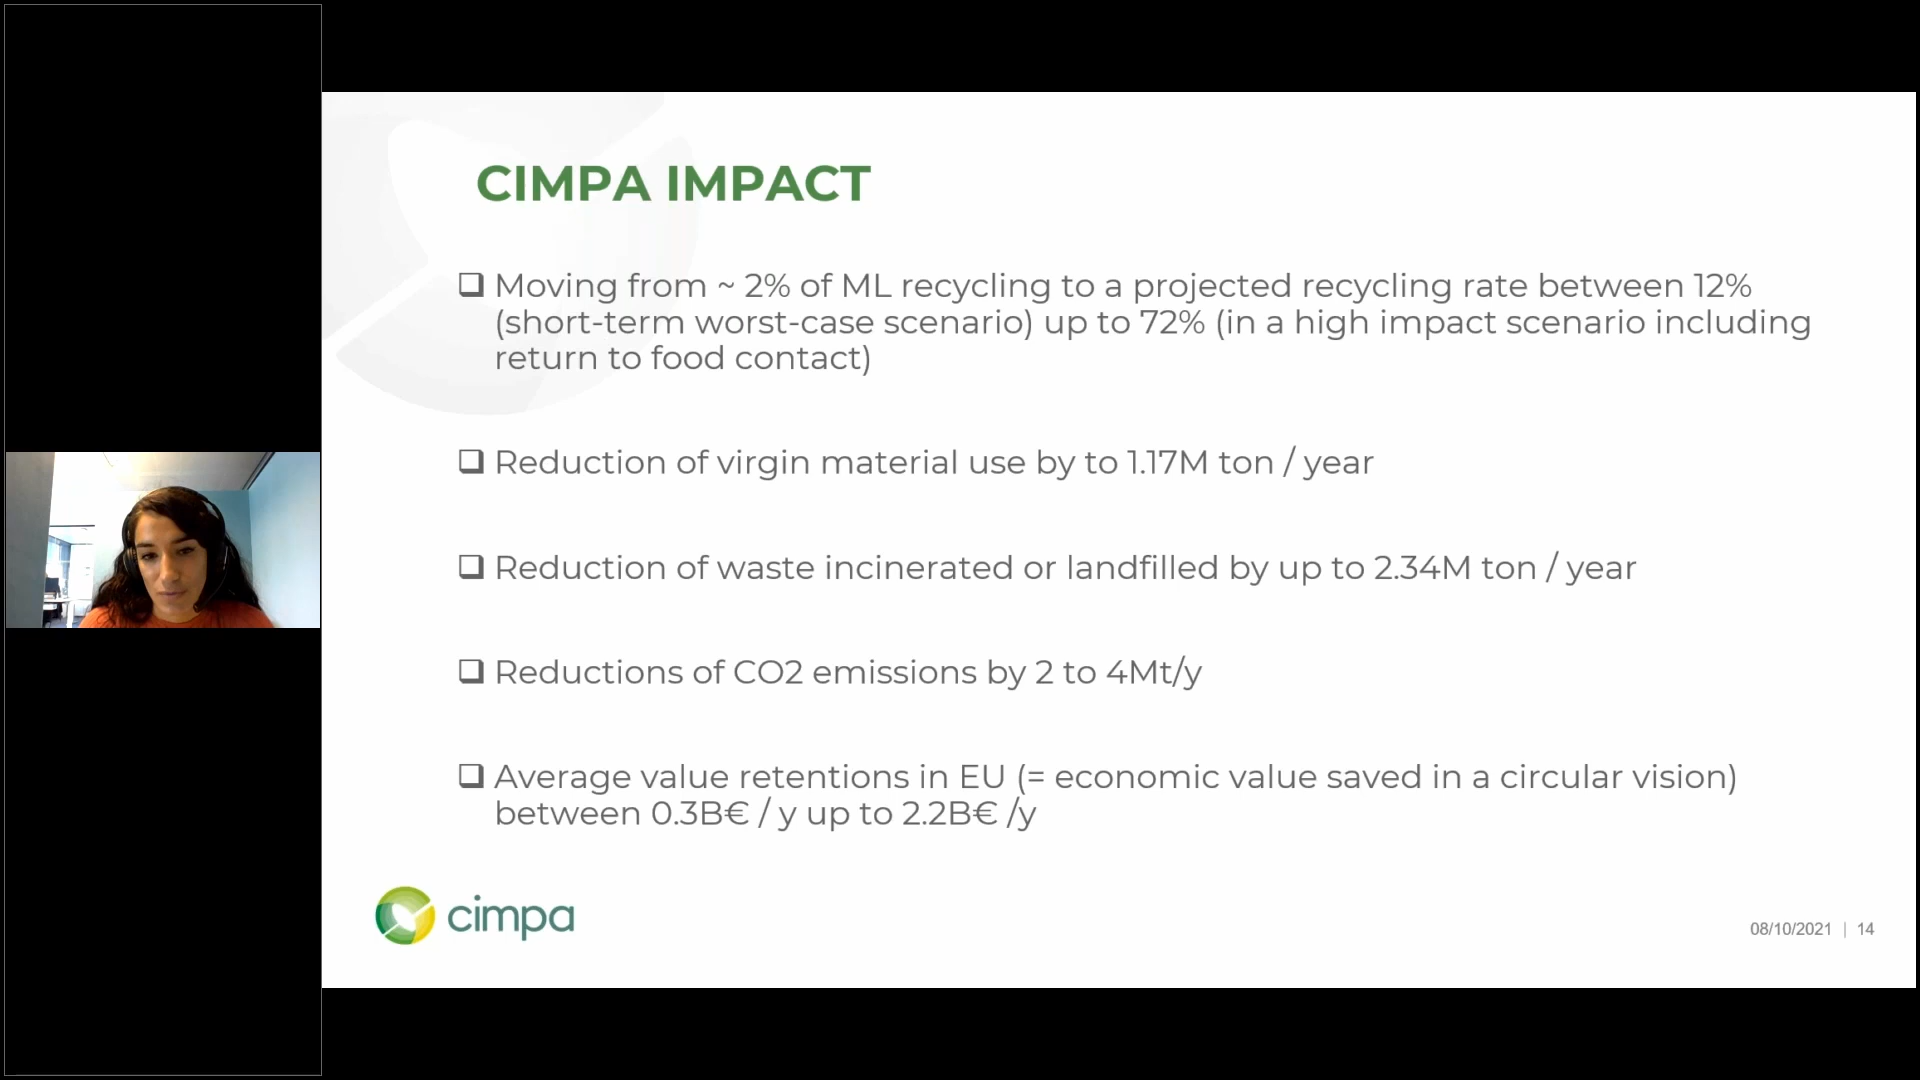 CIMPA IMPACT
Moving from ~ 2% of ML recycling to a projected recycling rate between 12%
(short-term worst-case scenario) up to 72% (in a high impact scenario including
return to food contact)
Reduction of virgin material use by to 1.17M ton / year
Reduction of waste incinerated or landfilled by up to 2.34M ton / year
Reductions of CO2 emissions by 2 to 4Mt/y
Average value retentions in EU (= economic value saved in a circular vision)
between 0.3B€ / y up to 2.2B€ /y
cimpa
08/10/2021 | 14